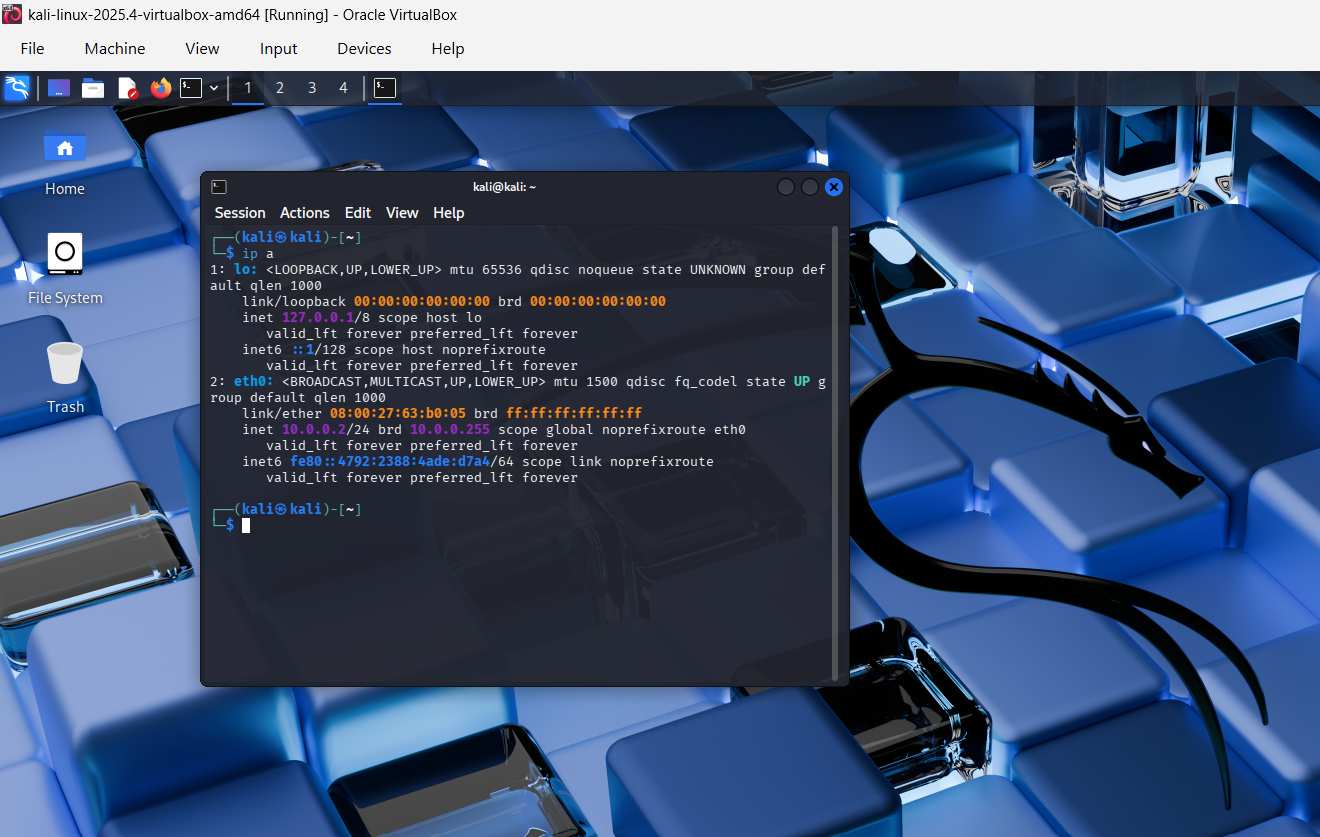 kali-linux-2025.4-virtualbox-amd64 [Running] - Oracle VirtualBox
File Machine View Input Devices Help
1 2 3 4
Home
File System
Trash
kali@kali: ~
Session Actions Edit View Help
┌──(kali㉿kali)-[~]
└─$ ip a
1: lo: <LOOPBACK,UP,LOWER_UP> mtu 65536 qdisc noqueue state UNKNOWN group def
ault qlen 1000
    link/loopback 00:00:00:00:00:00 brd 00:00:00:00:00:00
    inet 127.0.0.1/8 scope host lo
       valid_lft forever preferred_lft forever
    inet6 ::1/128 scope host noprefixroute
       valid_lft forever preferred_lft forever
2: eth0: <BROADCAST,MULTICAST,UP,LOWER_UP> mtu 1500 qdisc fq_codel state UP g
roup default qlen 1000
    link/ether 08:00:27:63:b0:05 brd ff:ff:ff:ff:ff:ff
    inet 10.0.0.2/24 brd 10.0.0.255 scope global noprefixroute eth0
       valid_lft forever preferred_lft forever
    inet6 fe80::4792:2388:4ade:d7a4/64 scope link noprefixroute
       valid_lft forever preferred_lft forever
┌──(kali㉿kali)-[~]
└─$